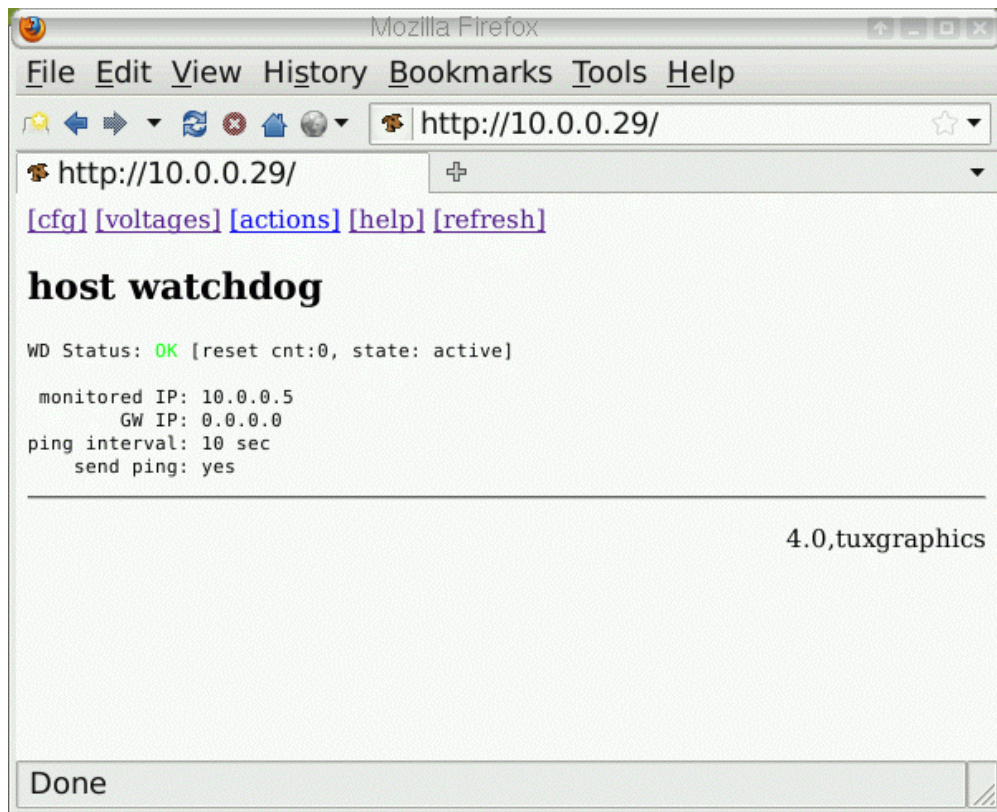 Mozilla Firefox
File Edit View History Bookmarks Tools Help
http://10.0.0.29/
http://10.0.0.29/
[cfg] [voltages] [actions] [help] [refresh]
host watchdog
WD Status: OK [reset cnt:0, state: active]
monitored IP: 10.0.0.5
GW IP: 0.0.0.0
ping interval: 10 sec
send ping: yes
4.0,tuxgraphics
Done